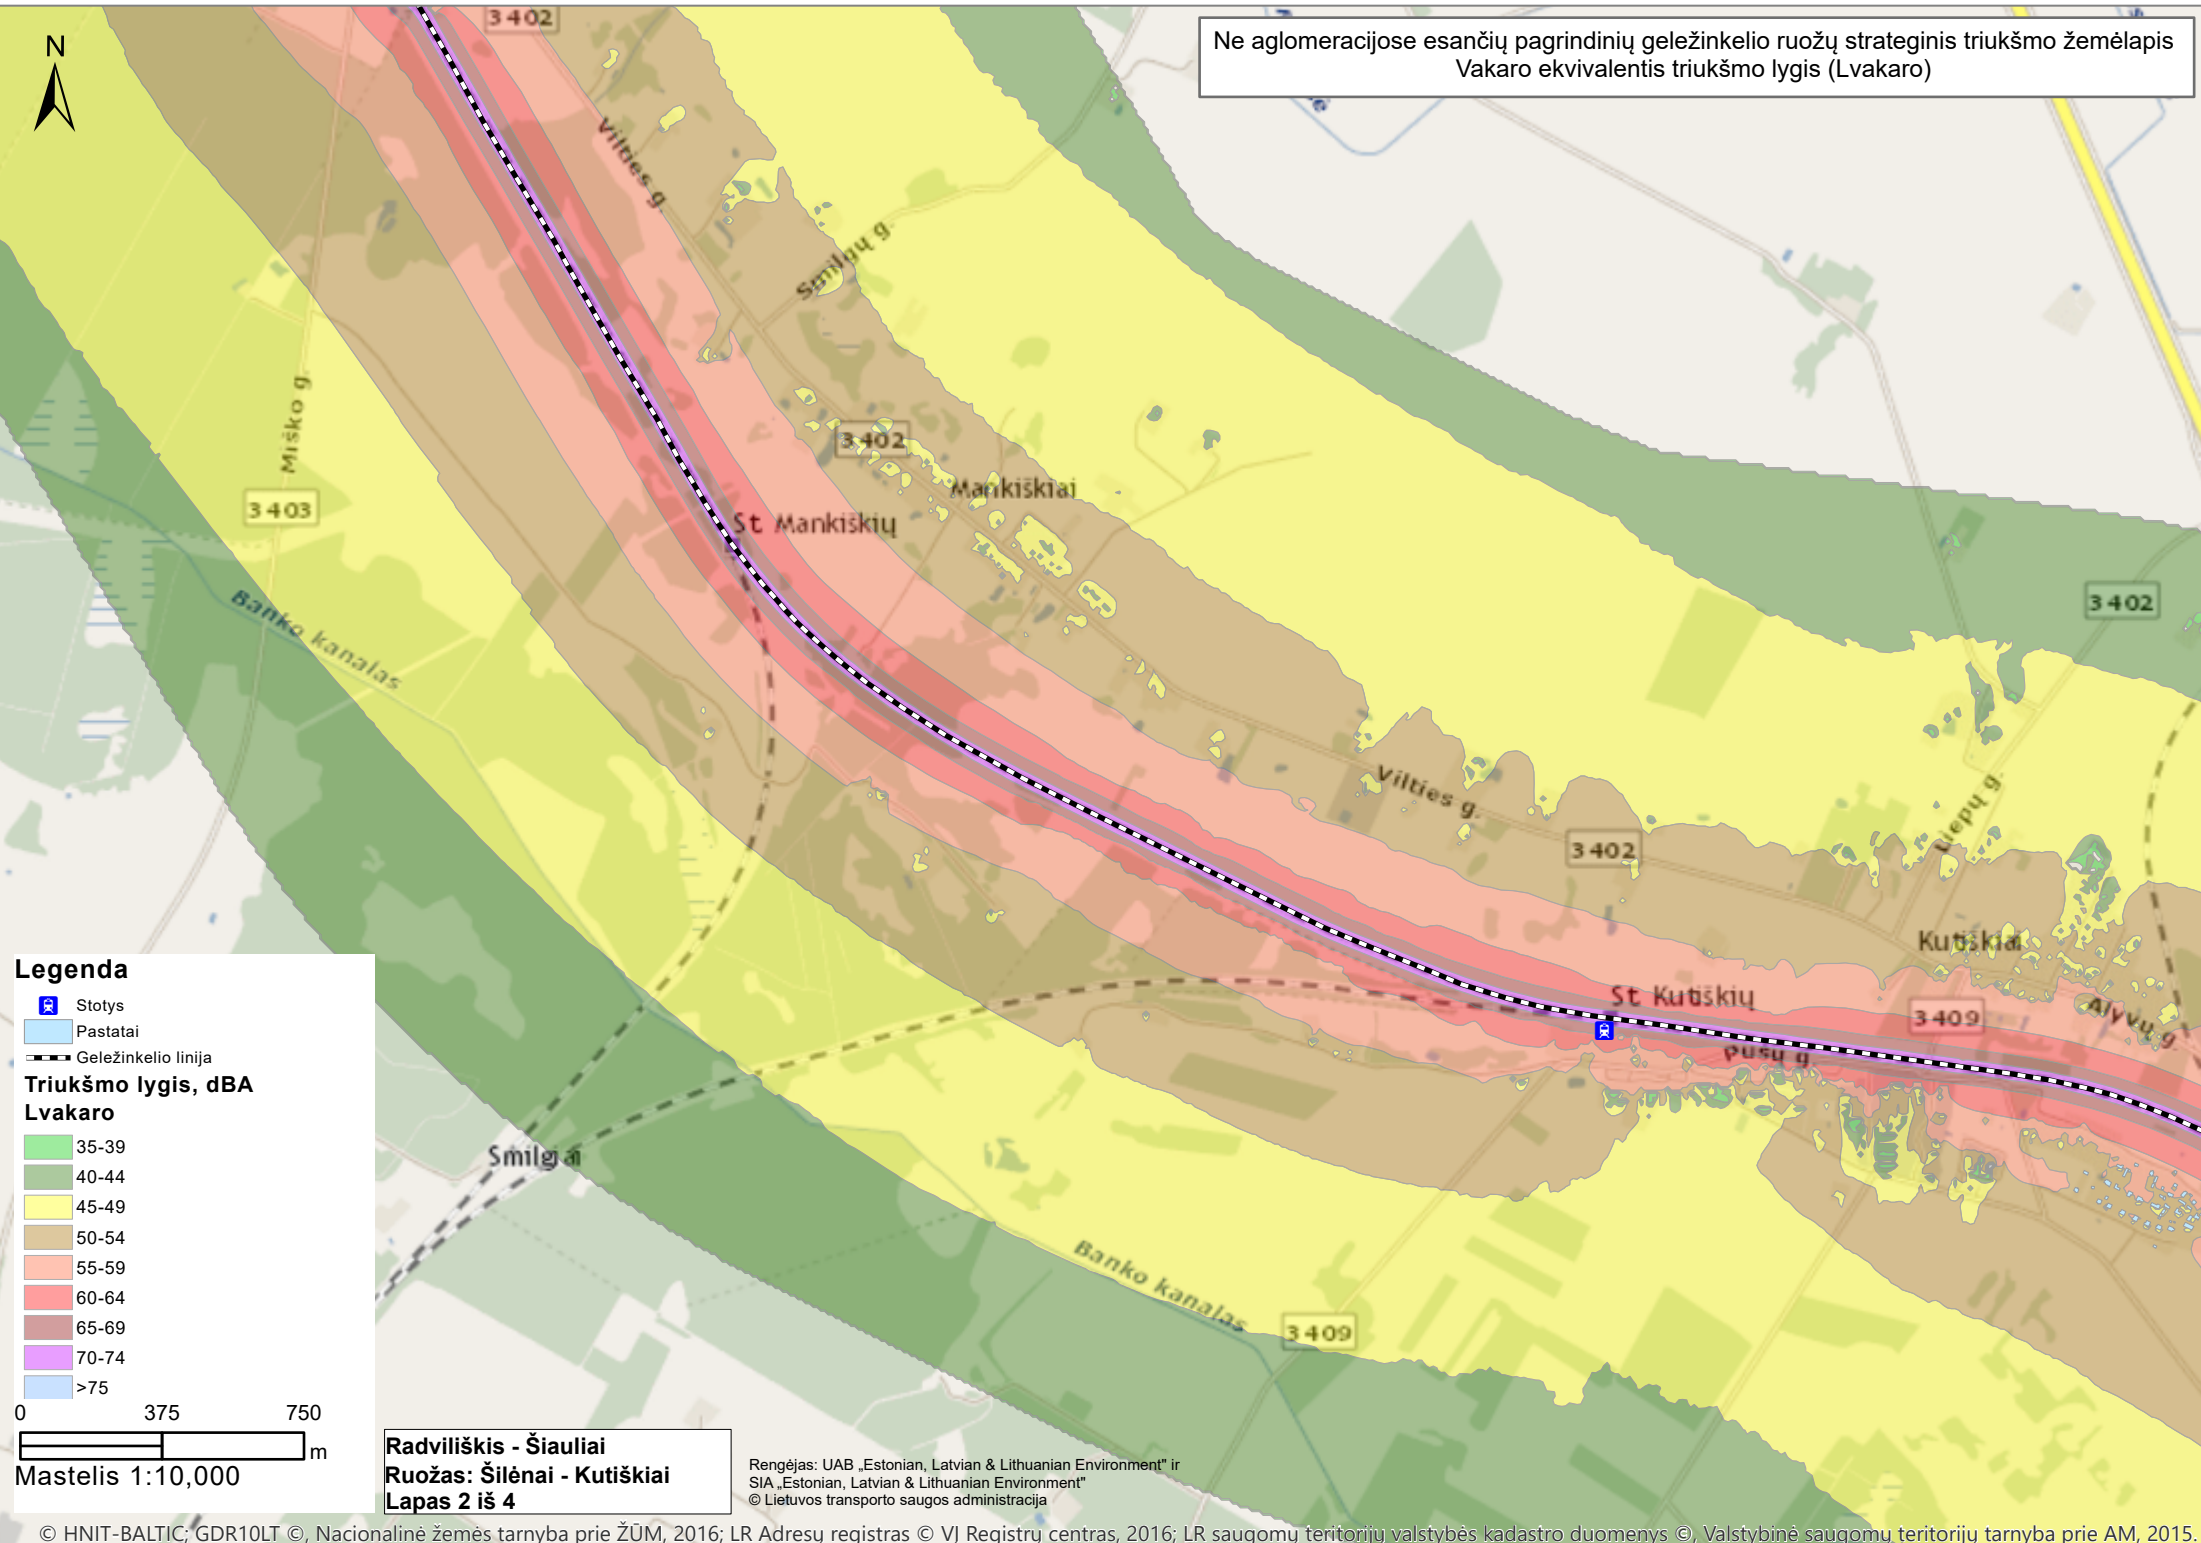 Ne aglomeracijose esančių pagrindinių geležinkelio ruožų strateginis triukšmo žemėlapis
Vakaro ekvivalentis triukšmo lygis (Lvakaro)
N
3402
Vilties g.
Smilgų g.
Miško g.
3402
Mankiškiai
3403
St Mankiškių
Banko kanalas
3402
Vilties g.
Liepų g.
3402
Kutiškiai
St Kutiškių
3409
Alyvų g.
Pušų g.
Smilgiai
Banko kanalas
3409
Legenda
Stotys
Pastatai
Geležinkelio linija
Triukšmo lygis, dBA
Lvakaro
35-39
40-44
45-49
50-54
55-59
60-64
65-69
70-74
>75
0 375 750
m
Mastelis 1:10,000
Radviliškis - Šiauliai
Ruožas: Šilėnai - Kutiškiai
Lapas 2 iš 4
Rengėjas: UAB „Estonian, Latvian & Lithuanian Environment" ir
SIA „Estonian, Latvian & Lithuanian Environment"
© Lietuvos transporto saugos administracija
© HNIT-BALTIC; GDR10LT ©, Nacionalinė žemės tarnyba prie ŽŪM, 2016; LR Adresų registras © VĮ Registrų centras, 2016; LR saugomų teritorijų valstybės kadastro duomenys ©, Valstybinė saugomų teritorijų tarnyba prie AM, 2015.